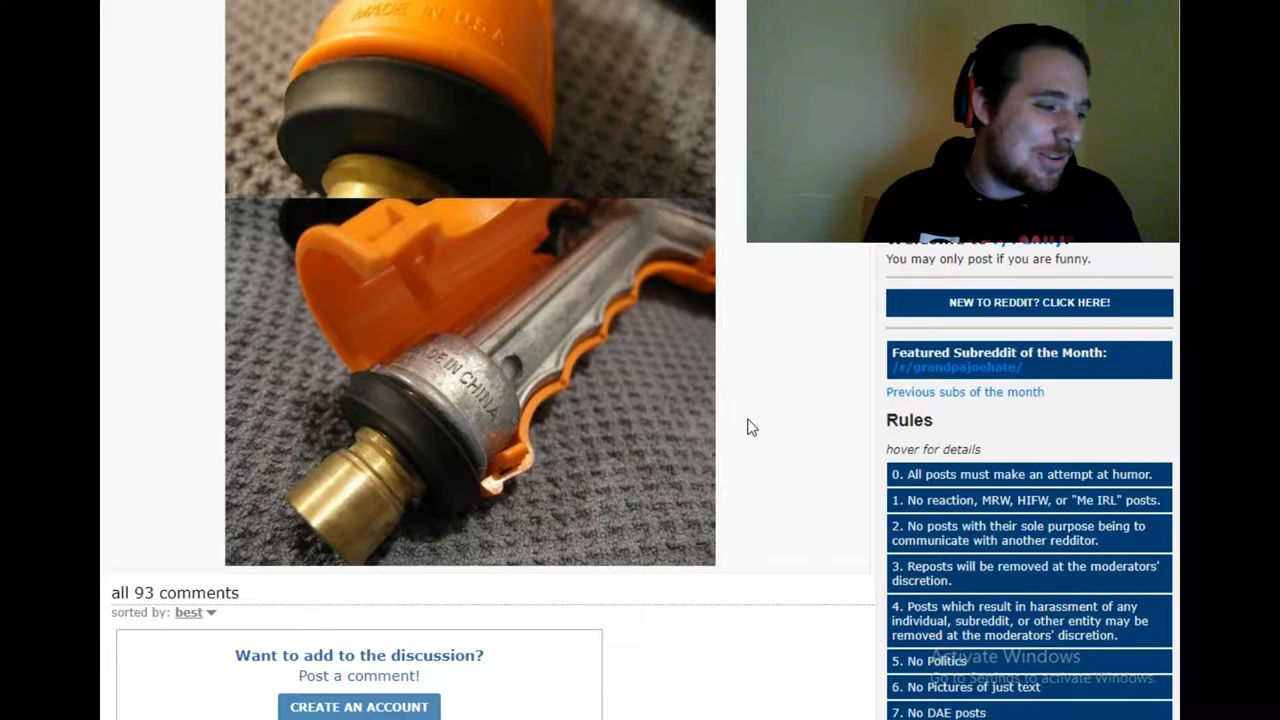 MADE IN U.S.A
MADE IN CHINA
You may only post if you are funny.
NEW TO REDDIT? CLICK HERE!
Featured Subreddit of the Month:
/r/grandpajoehate/
Previous subs of the month
Rules
hover for details
0. All posts must make an attempt at humor.
1. No reaction, MRW, HIFW, or "Me IRL" posts.
2. No posts with their sole purpose being to
communicate with another redditor.
3. Reposts will be removed at the moderators'
discretion.
4. Posts which result in harassment of any
individual, subreddit, or other entity may be
removed at the moderators' discretion.
5. No Politics
6. No Pictures of just text
7. No DAE posts
Activate Windows
Go to Settings to activate Windows.
all 93 comments
sorted by: best
Want to add to the discussion?
Post a comment!
CREATE AN ACCOUNT